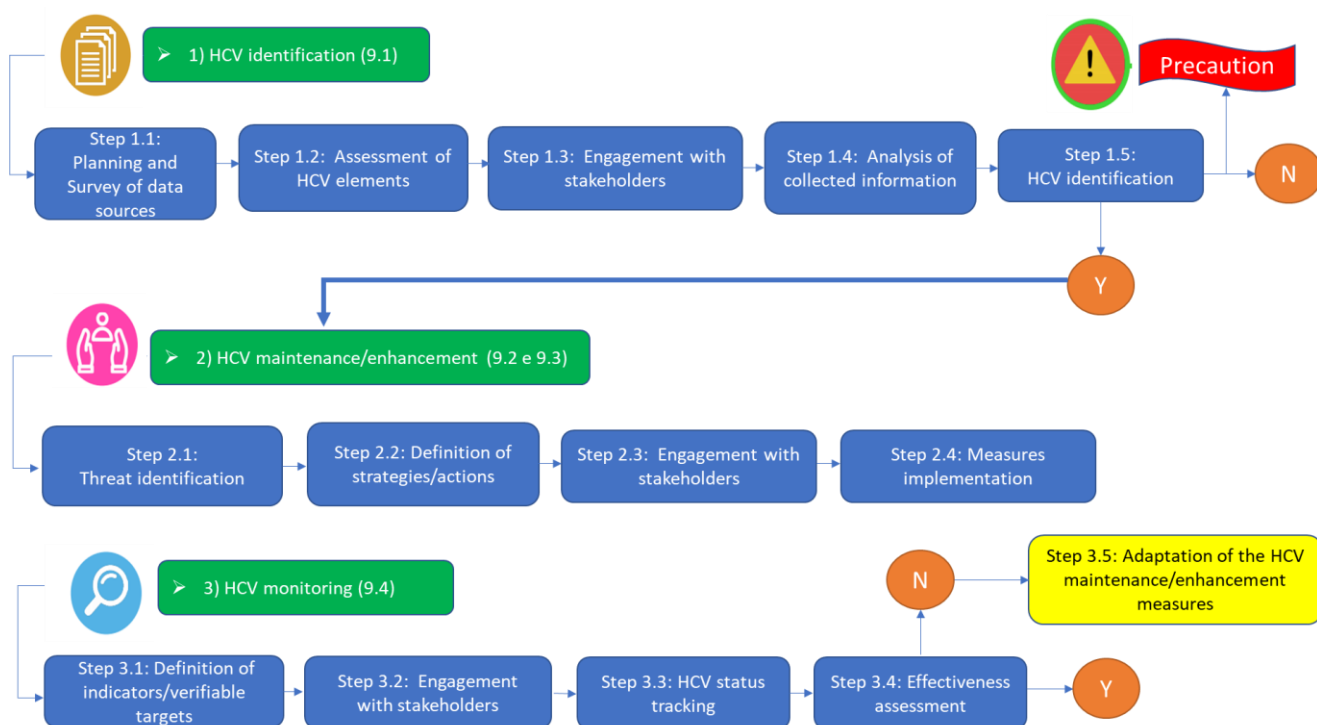 ➢ 1) HCV identification (9.1)
Precaution
Step 1.1:
Planning and
Survey of data
sources
Step 1.2: Assessment of
HCV elements
Step 1.3: Engagement with
stakeholders
Step 1.4: Analysis of
collected information
Step 1.5:
HCV identification
N
Y
➢ 2) HCV maintenance/enhancement (9.2 e 9.3)
Step 2.1:
Threat identification
Step 2.2: Definition of
strategies/actions
Step 2.3: Engagement with
stakeholders
Step 2.4: Measures
implementation
➢ 3) HCV monitoring (9.4)
N
Step 3.5: Adaptation of the HCV
maintenance/enhancement
measures
Step 3.1: Definition of
indicators/verifiable
targets
Step 3.2: Engagement
with stakeholders
Step 3.3: HCV status
tracking
Step 3.4: Effectiveness
assessment
Y